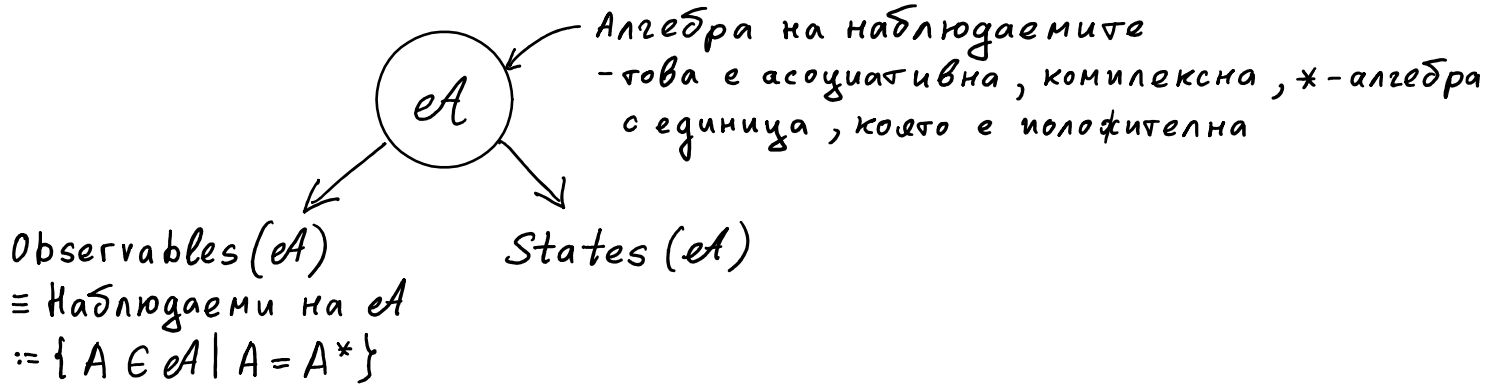 Алгебра на наблюдаемите
- това е асоциативна, комплексна, *-алгебра
с единица, която е положителна
𝒜
Observables(𝒜)
≡ Наблюдаеми на 𝒜
:= { A ∈ 𝒜 | A = A* }
States(𝒜)